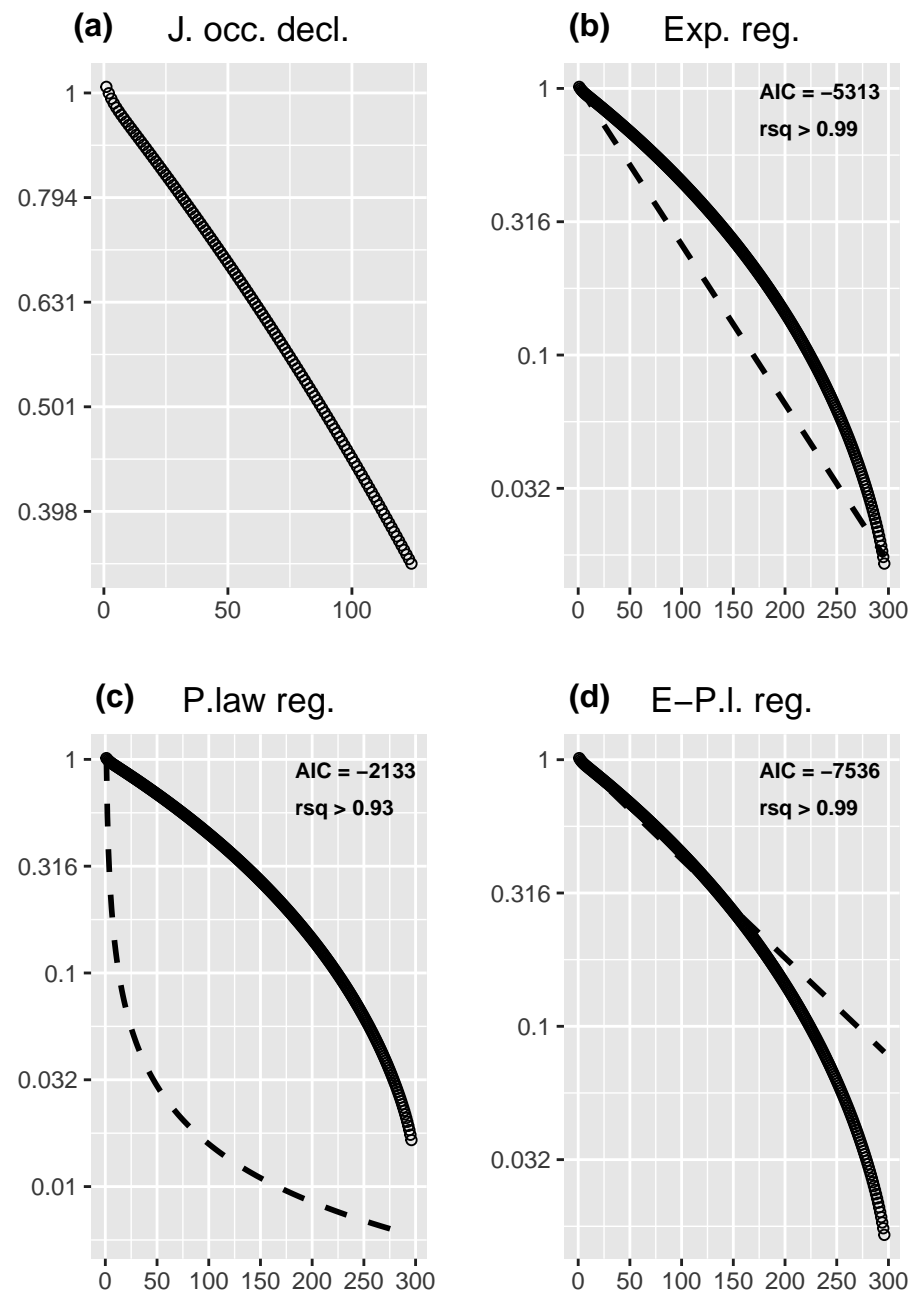 (a) J. occ. decl.
1
0.794
0.631
0.501
0.398
0 50 100
(b) Exp. reg.
AIC = −5313
rsq > 0.99
1
0.316
0.1
0.032
0 50 100 150 200 250 300
(c) P.law reg.
AIC = −2133
rsq > 0.93
1
0.316
0.1
0.032
0.01
0 50 100 150 200 250 300
(d) E−P.l. reg.
AIC = −7536
rsq > 0.99
1
0.316
0.1
0.032
0 50 100 150 200 250 300